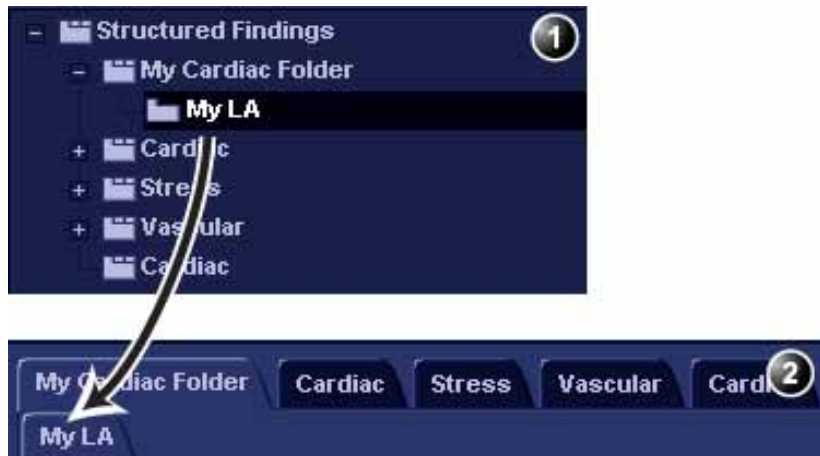 Structured Findings
1
My Cardiac Folder
My LA
Cardiac
Stress
Vascular
Cardiac
My Cardiac Folder Cardiac Stress Vascular 2
My LA